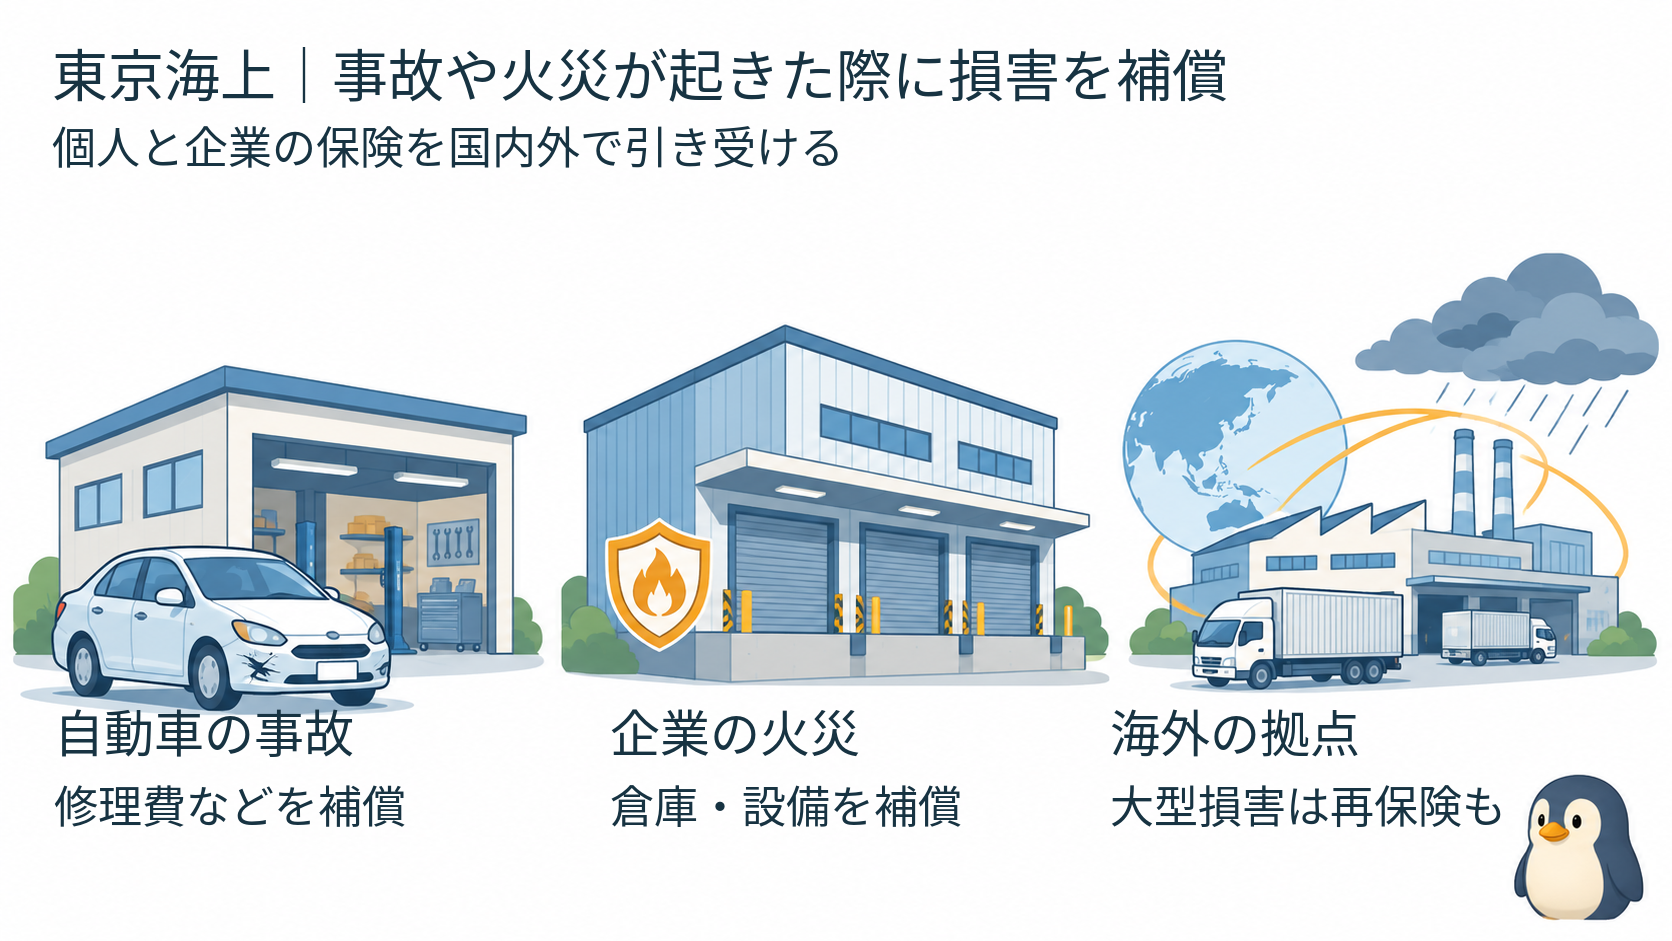 東京海上｜事故や火災が起きた際に損害を補償
個人と企業の保険を国内外で引き受ける
自動車の事故
修理費などを補償
企業の火災
倉庫・設備を補償
海外の拠点
大型損害は再保険も